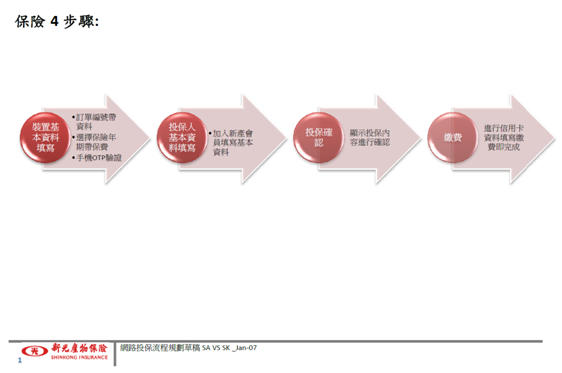 保險 4 步驟:
裝置基
本資料
填寫
•訂單編號帶
資料
•選擇保險年
期帶保費
•手機OTP驗證
投保人
基本資
料填寫
•加入新產會
員填寫基本
資料
投保確
認
顯示投保內
容進行確認
繳費
進行信用卡
資料填寫繳
費即完成
新光產物保險
SHINKONG INSURANCE
網路投保流程規劃草稿 SA VS SK _Jan-07
1